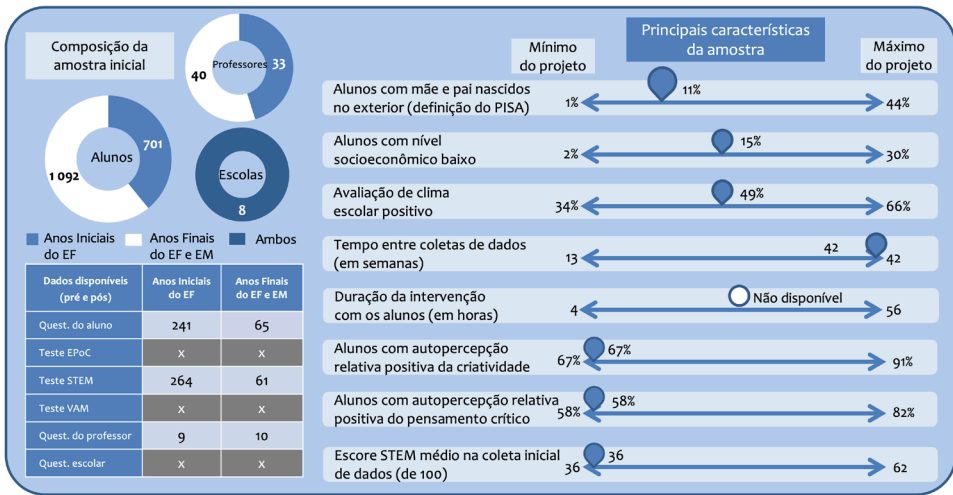 Composição da
amostra inicial
Professores
40
33
Alunos
701
1 092
Escolas
8
Anos Iniciais
do EF
Anos Finais
do EF e EM
Ambos
Dados disponíveis
(pré e pós)
Anos Iniciais
do EF
Anos Finais
do EF e EM
Quest. do aluno
241
65
Teste EPoC
x
x
Teste STEM
264
61
Teste VAM
x
x
Quest. do professor
9
10
Quest. escolar
x
x
Mínimo
do projeto
Principais características
da amostra
Máximo
do projeto
Alunos com mãe e pai nascidos
no exterior (definição do PISA)
1%
11%
44%
Alunos com nível
socioeconômico baixo
2%
15%
30%
Avaliação de clima
escolar positivo
34%
49%
66%
Tempo entre coletas de dados
(em semanas)
13
42
42
Duração da intervenção
com os alunos (em horas)
4
Não disponível
56
Alunos com autopercepção
relativa positiva da criatividade
67%
67%
91%
Alunos com autopercepção relativa
positiva do pensamento crítico
58%
58%
82%
Escore STEM médio na coleta inicial
de dados (de 100)
36
36
62